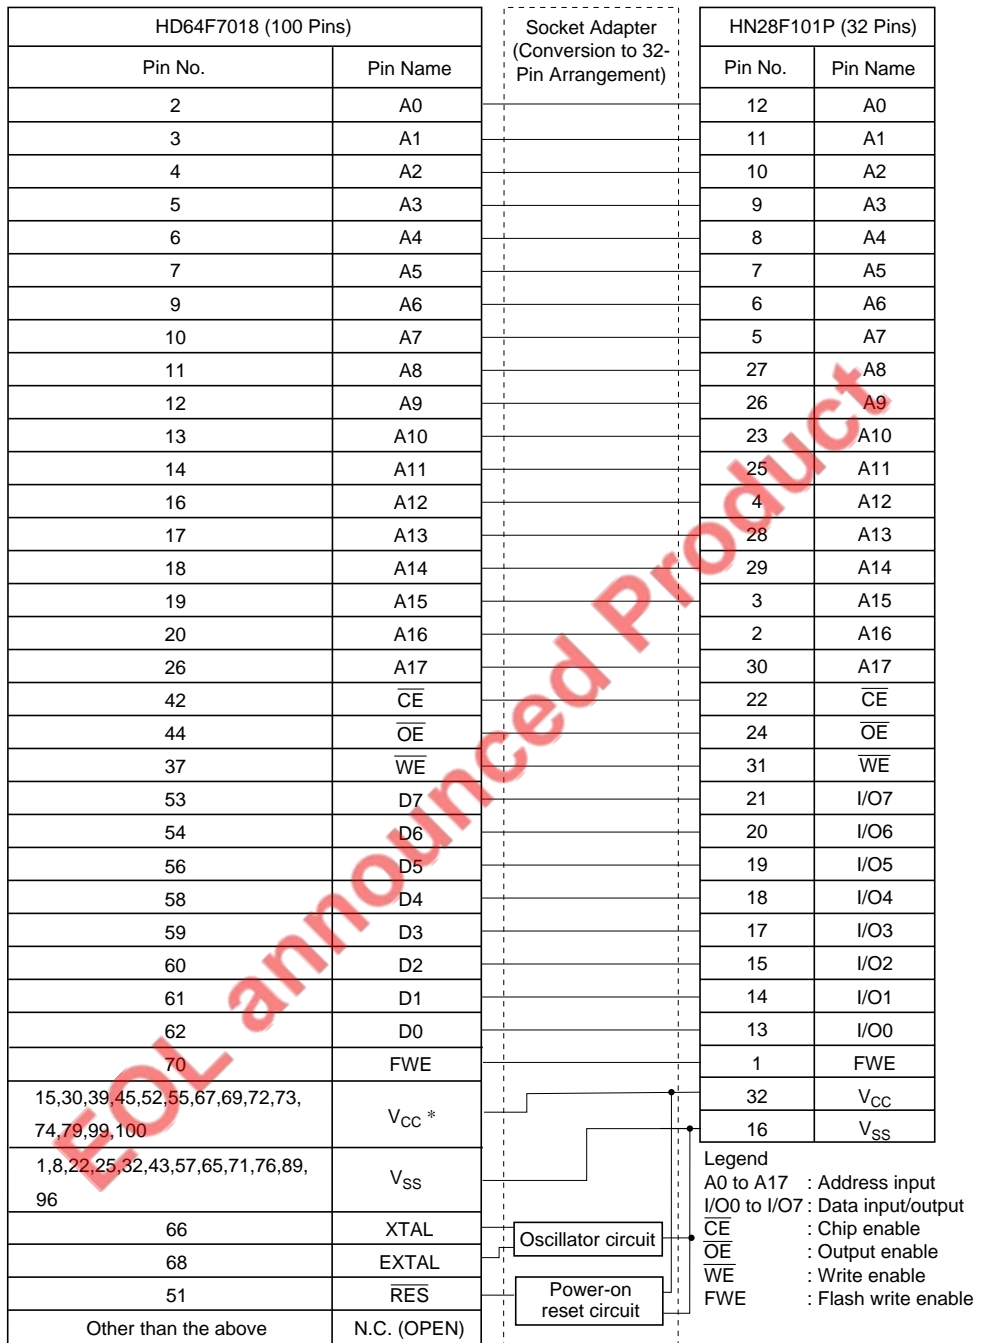 HD64F7018 (100 Pins) Socket Adapter HN28F101P (32 Pins)
(Conversion to 32-
Pin No. Pin Name Pin Arrangement) Pin No. Pin Name
2 A0 12 A0
3 A1 11 A1
4 A2 10 A2
5 A3 9 A3
6 A4 8 A4
7 A5 7 A5
9 A6 6 A6
10 A7 5 A7
11 A8 27 A8
12 A9 26 A9
13 A10 23 A10
14 A11 25 A11
16 A12 4 A12
17 A13 28 A13
18 A14 29 A14
19 A15 3 A15
20 A16 2 A16
26 A17 30 A17
42 C̅E̅ 22 C̅E̅
44 O̅E̅ 24 O̅E̅
37 W̅E̅ 31 W̅E̅
53 D7 21 I/O7
54 D6 20 I/O6
56 D5 19 I/O5
58 D4 18 I/O4
59 D3 17 I/O3
60 D2 15 I/O2
61 D1 14 I/O1
62 D0 13 I/O0
70 FWE 1 FWE
15,30,39,45,52,55,67,69,72,73, VCC * 32 VCC
74,79,99,100 16 VSS
1,8,22,25,32,43,57,65,71,76,89, VSS
96
66 XTAL Oscillator circuit
68 EXTAL
51 R̅E̅S̅ Power-on
reset circuit
Other than the above N.C. (OPEN)
Legend
A0 to A17 : Address input
I/O0 to I/O7 : Data input/output
C̅E̅ : Chip enable
O̅E̅ : Output enable
W̅E̅ : Write enable
FWE : Flash write enable
EOL announced Product